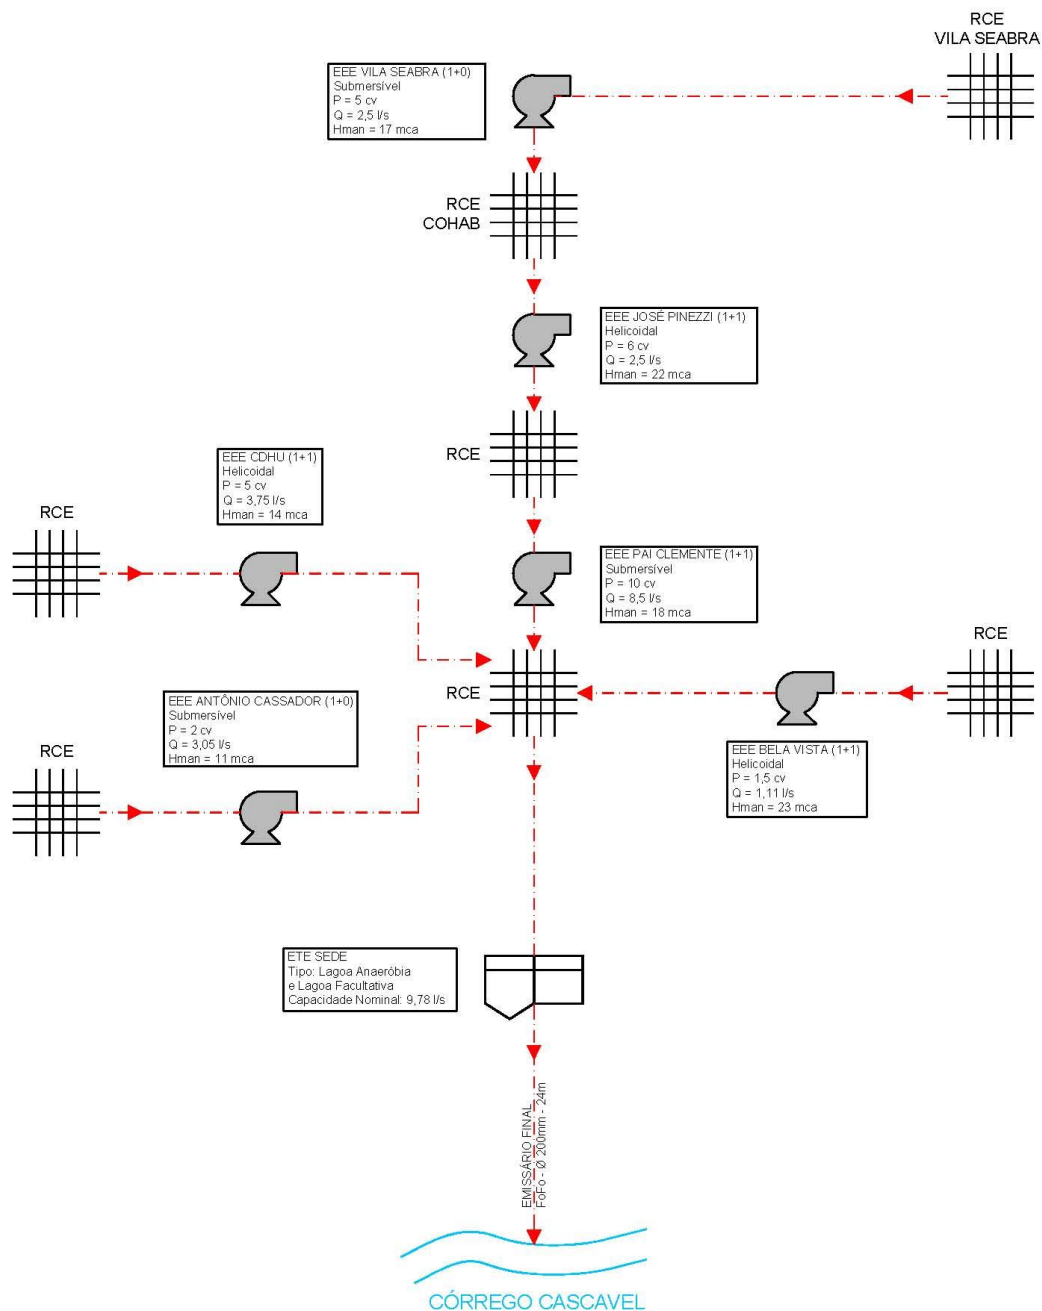 RCE
VILA SEABRA
EEE VILA SEABRA (1+0)
Submersível
P = 5 cv
Q = 2,5 l/s
Hman = 17 mca
RCE
COHAB
EEE JOSÉ PINEZZI (1+1)
Helicoidal
P = 6 cv
Q = 2,5 l/s
Hman = 22 mca
RCE
EEE CDHU (1+1)
Helicoidal
P = 5 cv
Q = 3,75 l/s
Hman = 14 mca
RCE
EEE PAI CLEMENTE (1+1)
Submersível
P = 10 cv
Q = 8,5 l/s
Hman = 18 mca
RCE
RCE
EEE ANTÔNIO CASSADOR (1+0)
Submersível
P = 2 cv
Q = 3,05 l/s
Hman = 11 mca
RCE
EEE BELA VISTA (1+1)
Helicoidal
P = 1,5 cv
Q = 1,11 l/s
Hman = 23 mca
ETE SEDE
Tipo: Lagoa Anaeróbia
e Lagoa Facultativa
Capacidade Nominal: 9,78 l/s
EMISSÁRIO FINAL
FoFo - Ø 200mm - 24m
CÓRREGO CASCAVEL